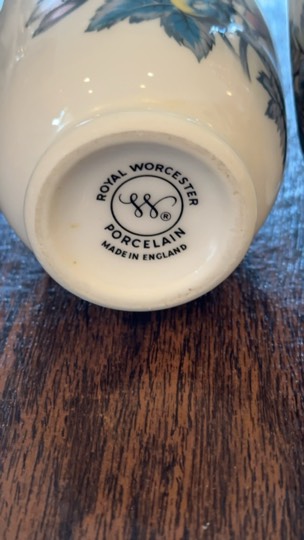 ROYAL WORCESTER
W®
PORCELAIN
MADE IN ENGLAND